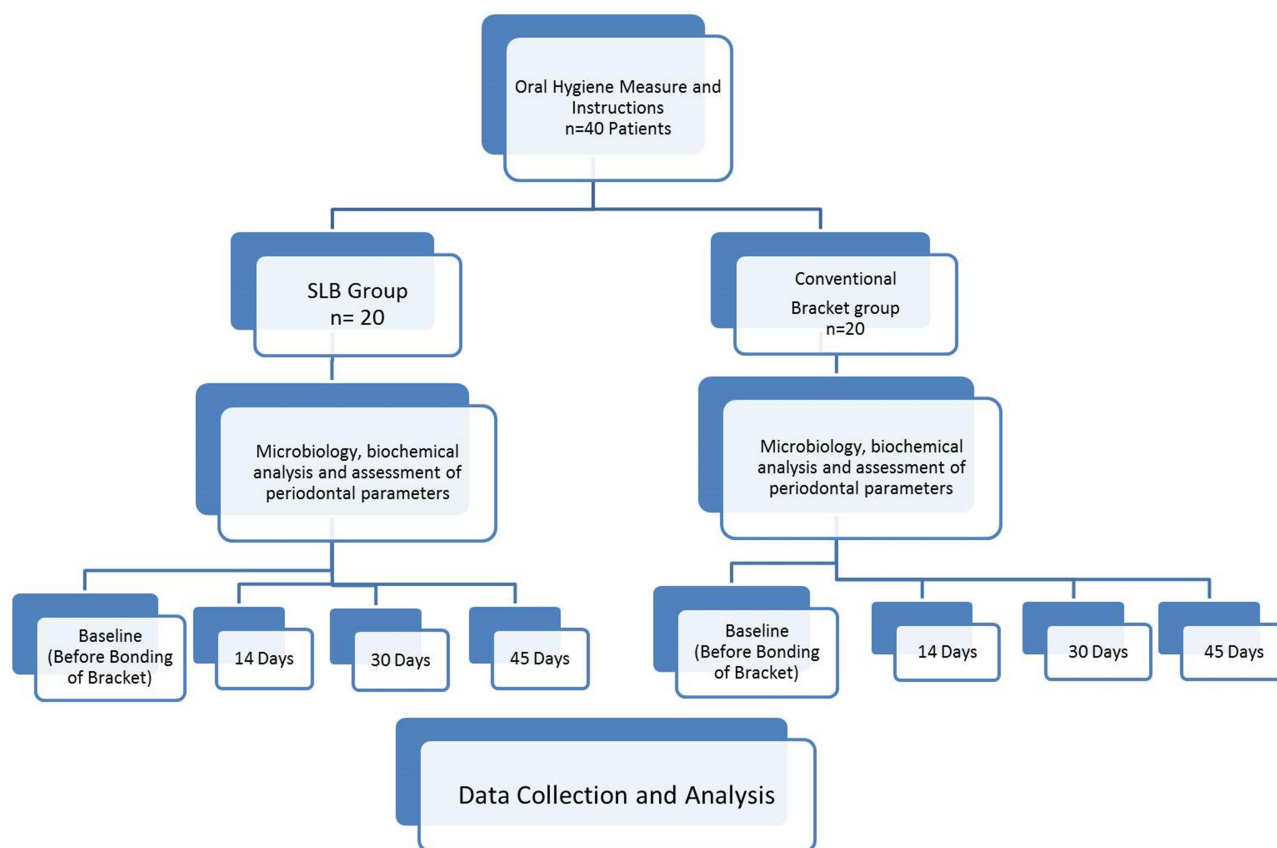 Oral Hygiene Measure and
Instructions
n=40 Patients
SLB Group
n= 20
Conventional
Bracket group
n=20
Microbiology, biochemical
analysis and assessment of
periodontal parameters
Microbiology, biochemical
analysis and assessment of
periodontal parameters
Baseline
(Before Bonding
of Bracket)
14 Days
30 Days
45 Days
Baseline
(Before Bonding
of Bracket)
14 Days
30 Days
45 Days
Data Collection and Analysis